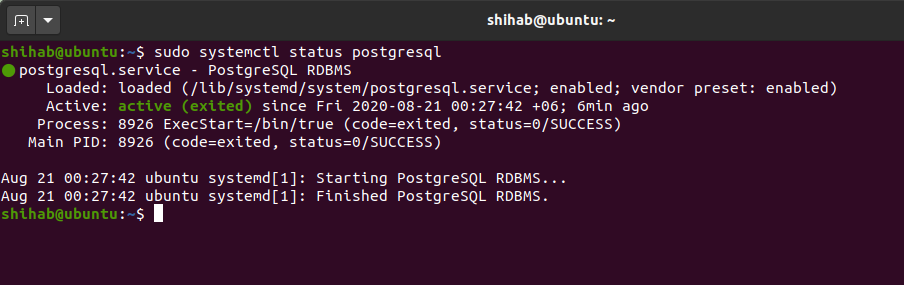 shihab@ubuntu: ~
shihab@ubuntu:~$ sudo systemctl status postgresql
● postgresql.service - PostgreSQL RDBMS
     Loaded: loaded (/lib/systemd/system/postgresql.service; enabled; vendor preset: enabled)
     Active: active (exited) since Fri 2020-08-21 00:27:42 +06; 6min ago
    Process: 8926 ExecStart=/bin/true (code=exited, status=0/SUCCESS)
   Main PID: 8926 (code=exited, status=0/SUCCESS)

Aug 21 00:27:42 ubuntu systemd[1]: Starting PostgreSQL RDBMS...
Aug 21 00:27:42 ubuntu systemd[1]: Finished PostgreSQL RDBMS.
shihab@ubuntu:~$